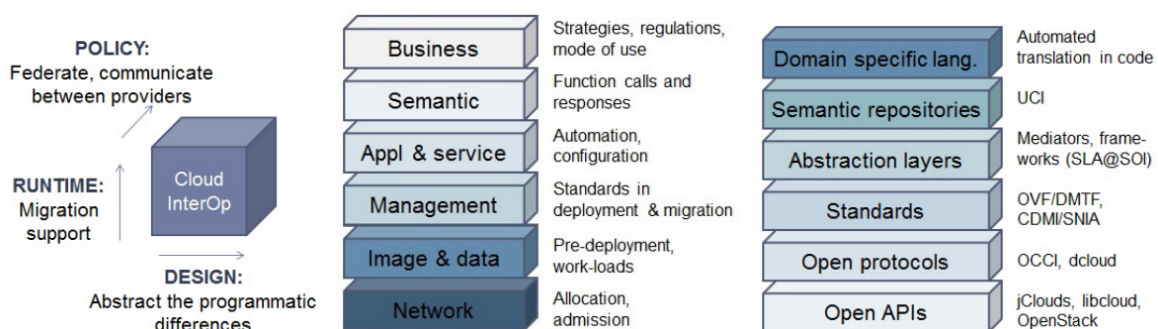 POLICY:
Federate, communicate
between providers
RUNTIME:
Migration
support
Cloud
InterOp
DESIGN:
Abstract the programmatic
differences
Business
Strategies, regulations,
mode of use
Semantic
Function calls and
responses
Appl & service
Automation,
configuration
Management
Standards in
deployment & migration
Image & data
Pre-deployment,
work-loads
Network
Allocation,
admission
Domain specific lang.
Automated
translation in code
Semantic repositories
UCI
Abstraction layers
Mediators, frame-
works (SLA@SOI)
Standards
OVF/DMTF,
CDMI/SNIA
Open protocols
OCCI, dcloud
Open APIs
jClouds, libcloud,
OpenStack